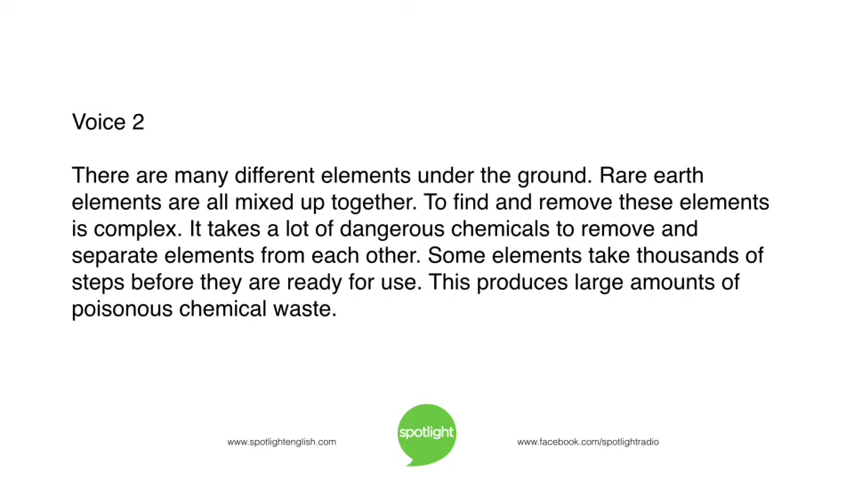 Voice 2
There are many different elements under the ground. Rare earth
elements are all mixed up together. To find and remove these elements
is complex. It takes a lot of dangerous chemicals to remove and
separate elements from each other. Some elements take thousands of
steps before they are ready for use. This produces large amounts of
poisonous chemical waste.
www.spotlightenglish.com
spotlight
www.facebook.com/spotlightradio